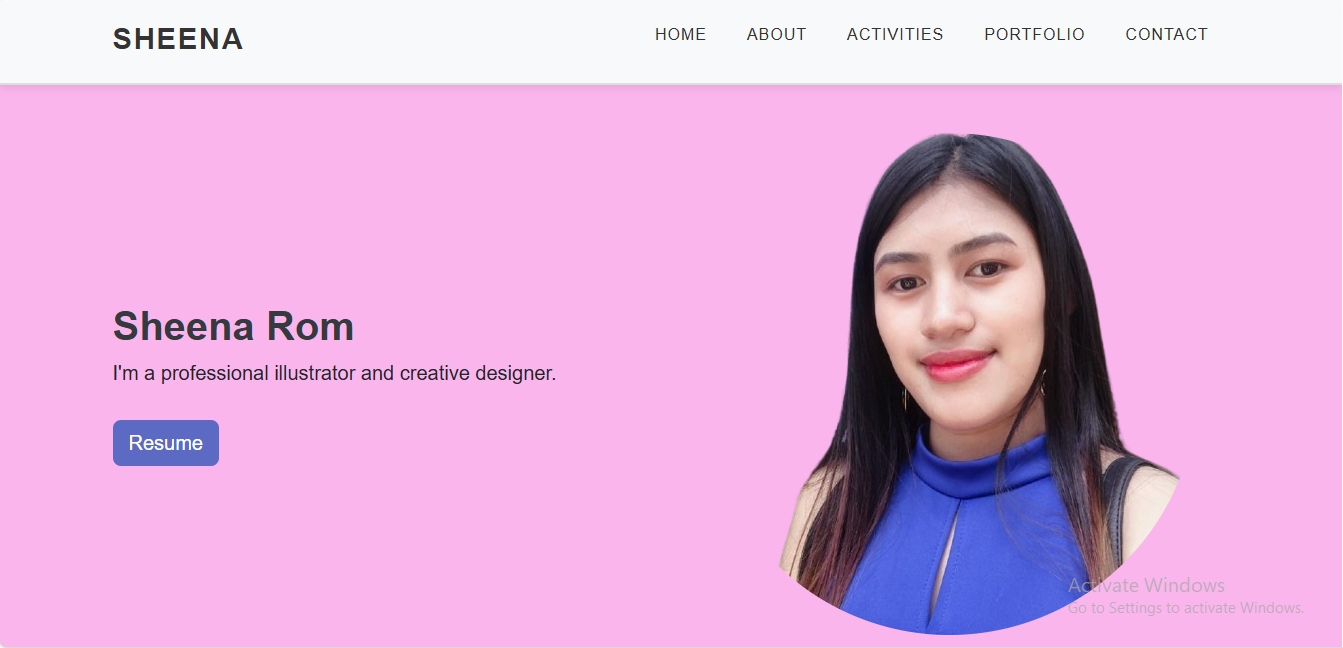 SHEENA
HOME ABOUT ACTIVITIES PORTFOLIO CONTACT
Sheena Rom
I'm a professional illustrator and creative designer.
Resume
Activate Windows
Go to Settings to activate Windows.